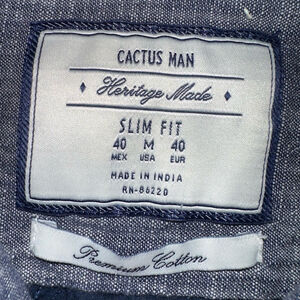 CACTUS MAN
Heritage Made
SLIM FIT
40 M 40
MEX USA EUR
MADE IN INDIA
RN-86220
Premium Cotton